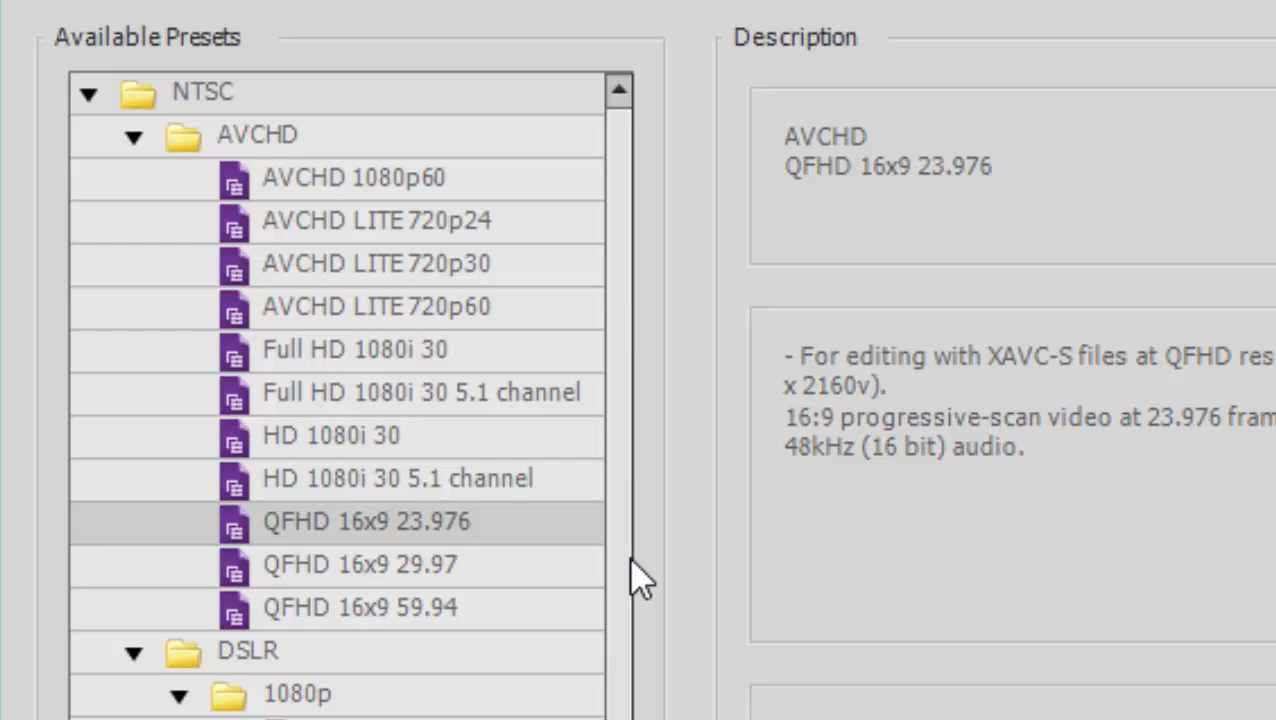 Available Presets
NTSC
AVCHD
AVCHD 1080p60
AVCHD LITE 720p24
AVCHD LITE 720p30
AVCHD LITE 720p60
Full HD 1080i 30
Full HD 1080i 30 5.1 channel
HD 1080i 30
HD 1080i 30 5.1 channel
QFHD 16x9 23.976
QFHD 16x9 29.97
QFHD 16x9 59.94
DSLR
1080p
Description
AVCHD
QFHD 16x9 23.976
- For editing with XAVC-S files at QFHD res
x 2160v).
16:9 progressive-scan video at 23.976 fram
48kHz (16 bit) audio.